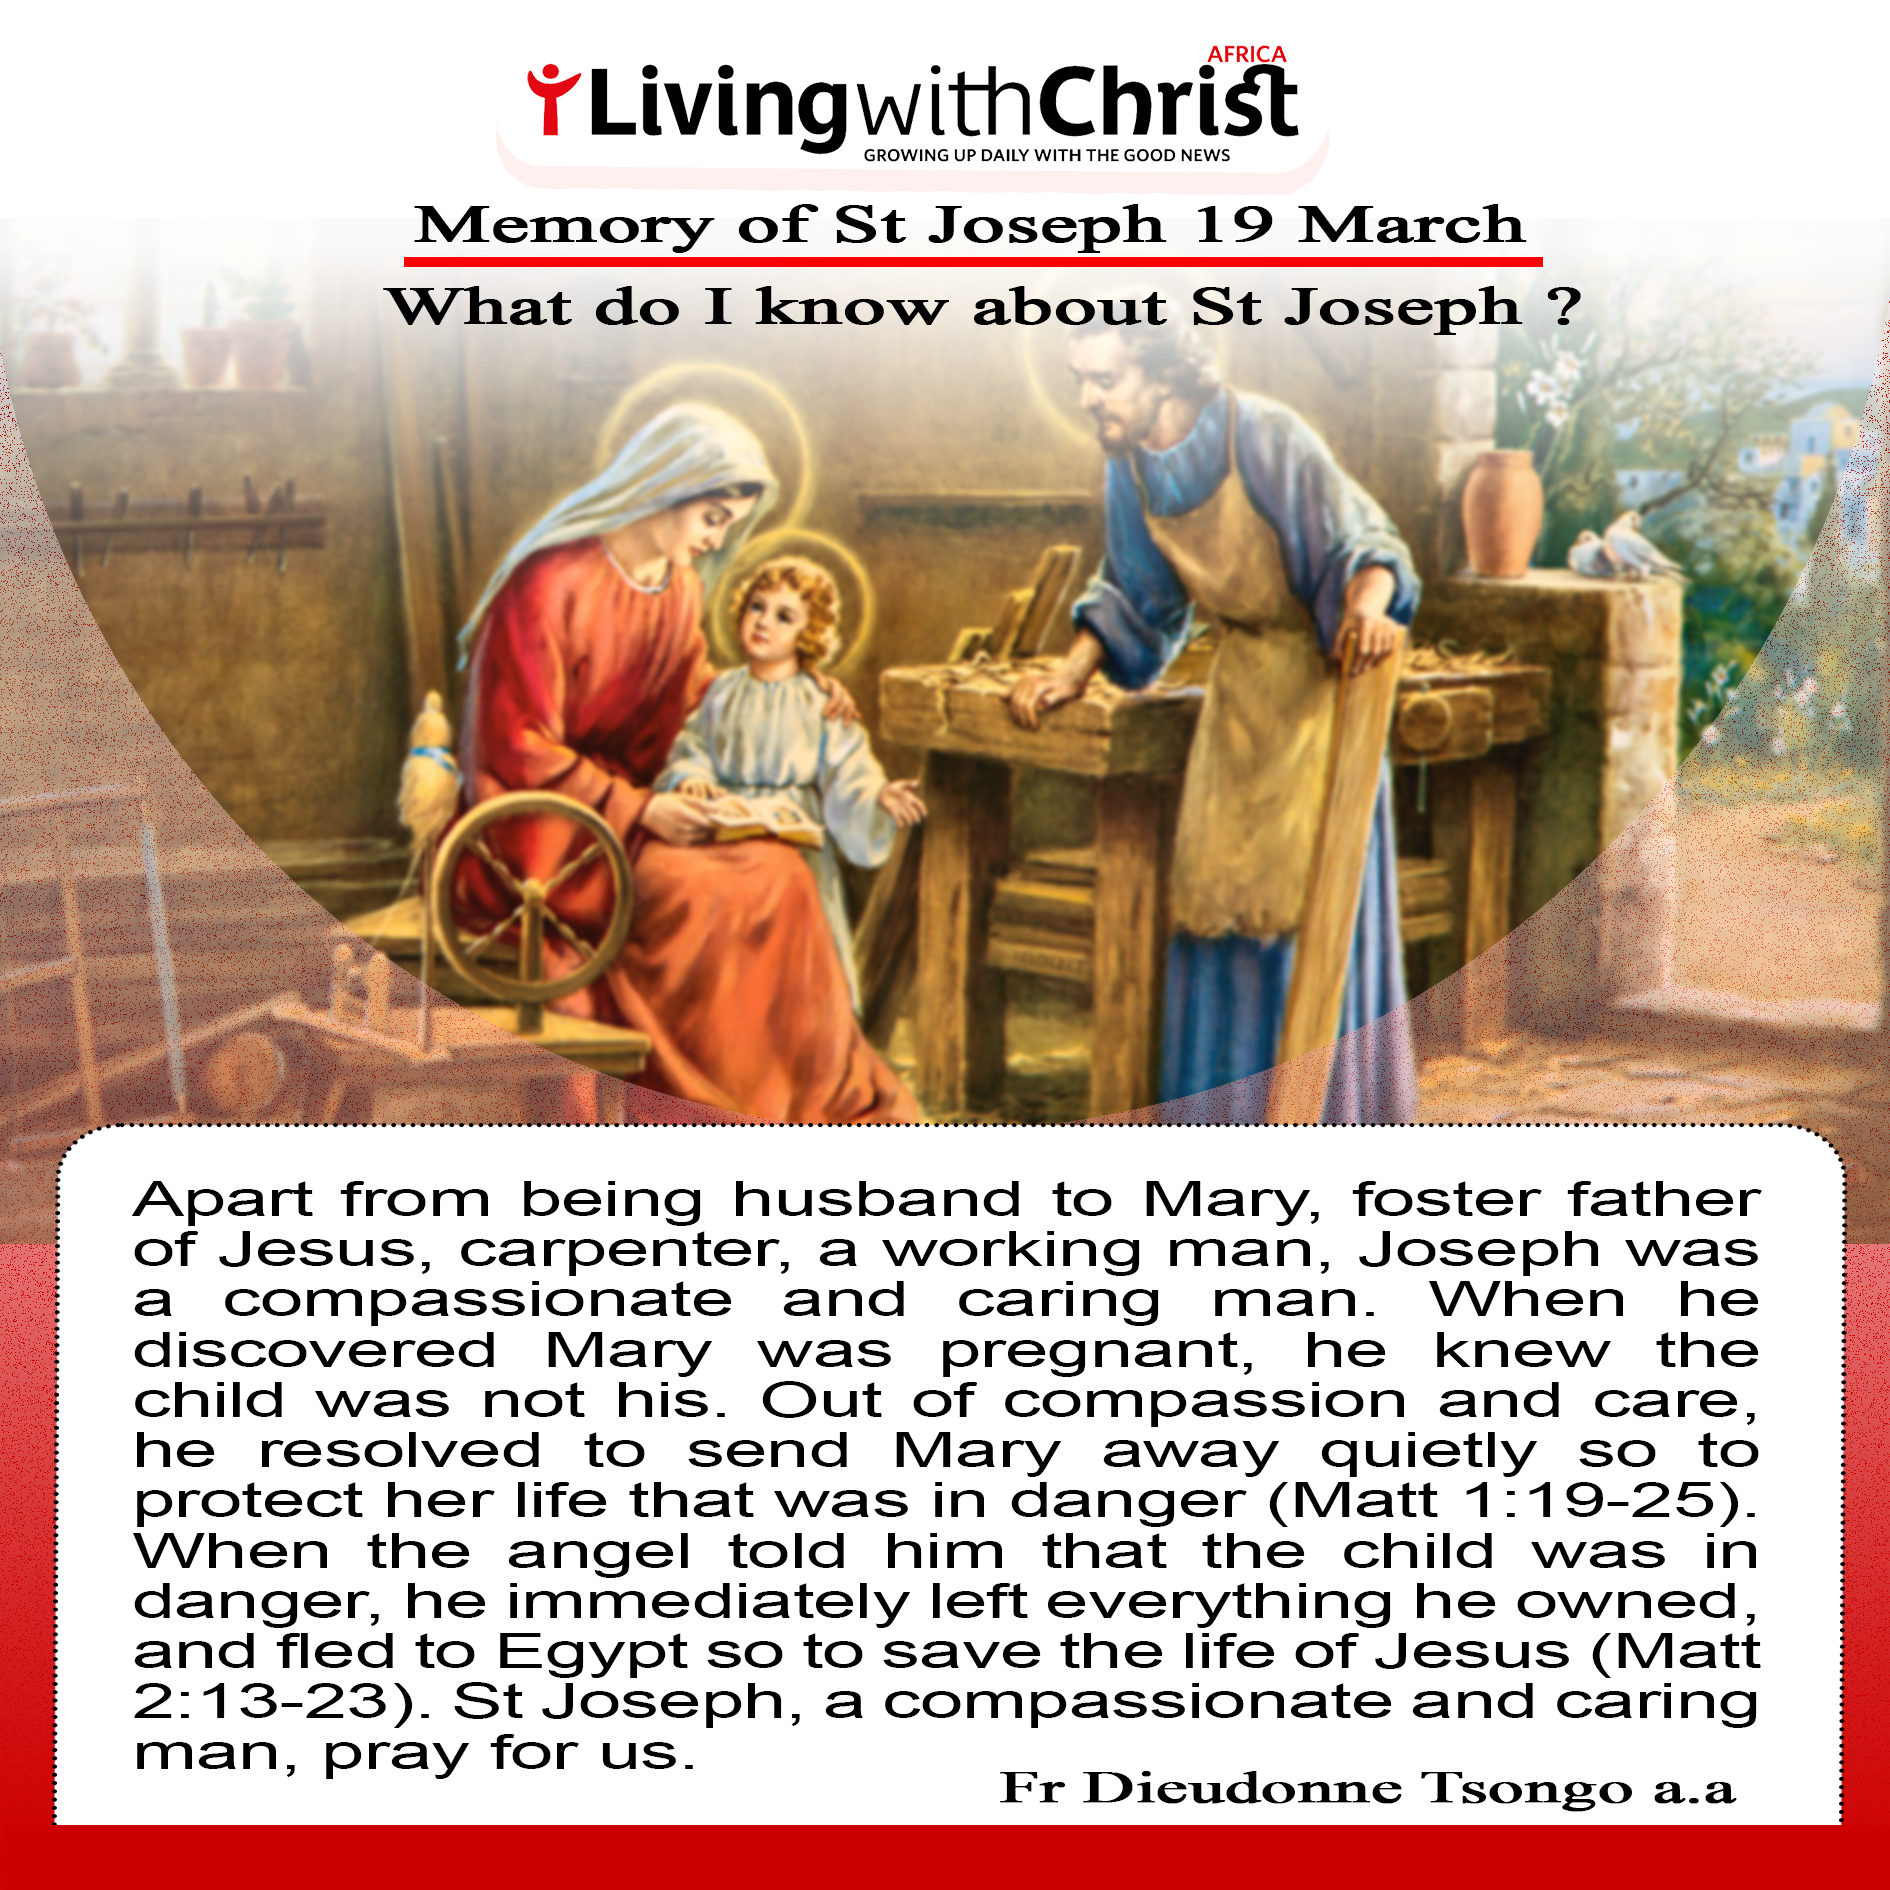 AFRICA
LivingwithChrist
GROWING UP DAILY WITH THE GOOD NEWS
Memory of St Joseph 19 March
What do I know about St Joseph ?
Apart from being husband to Mary, foster father
of Jesus, carpenter, a working man, Joseph was
a compassionate and caring man. When he
discovered Mary was pregnant, he knew the
child was not his. Out of compassion and care,
he resolved to send Mary away quietly so to
protect her life that was in danger (Matt 1:19-25).
When the angel told him that the child was in
danger, he immediately left everything he owned,
and fled to Egypt so to save the life of Jesus (Matt
2:13-23). St Joseph, a compassionate and caring
man, pray for us.
Fr Dieudonne Tsongo a.a